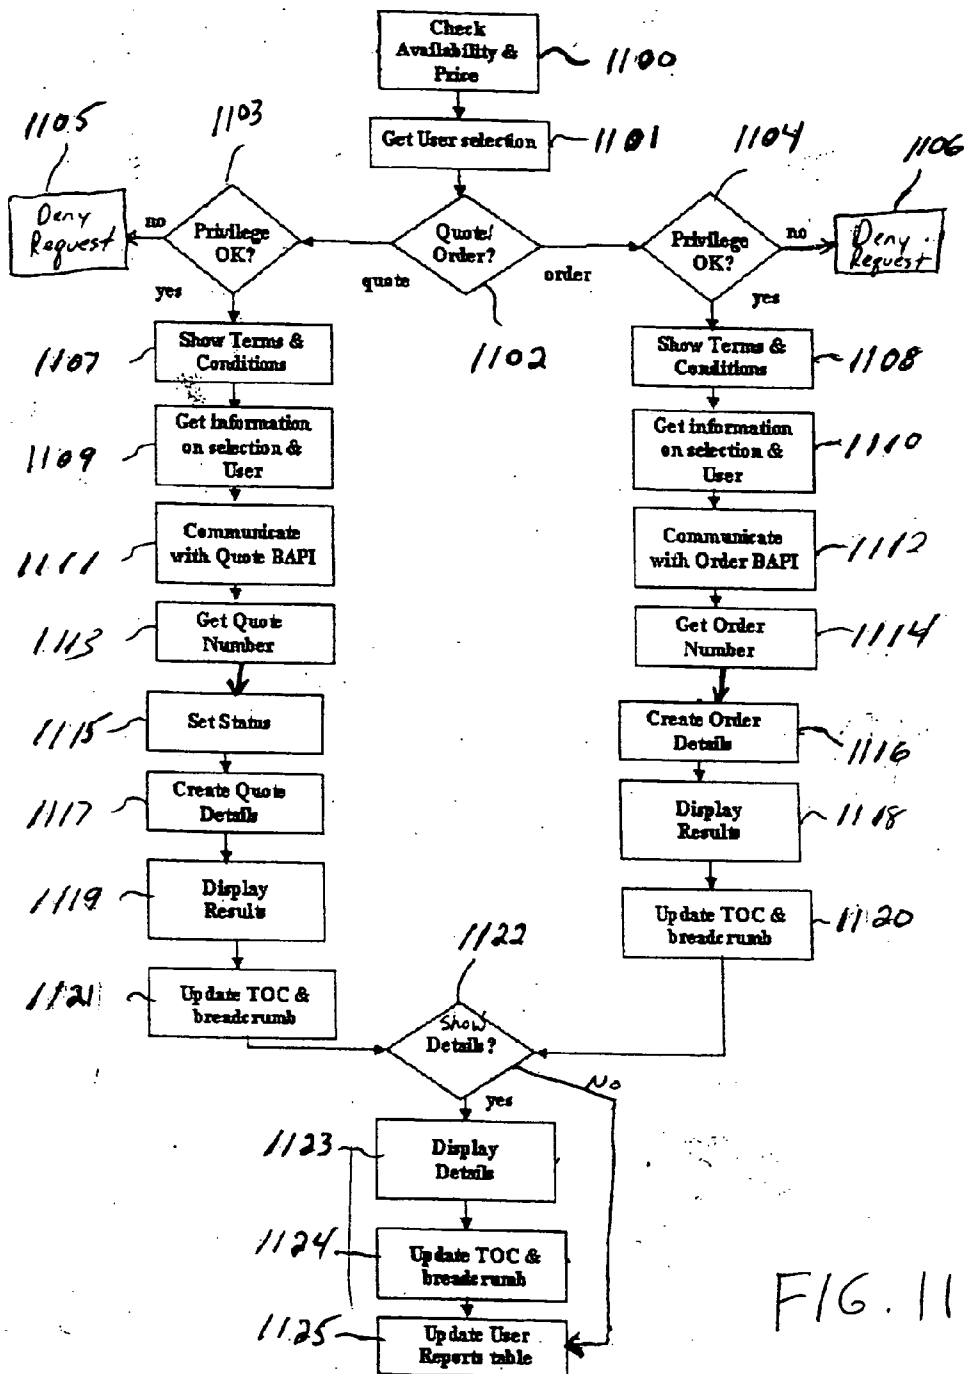 Check
Availability &
Price
1100
Get User selection
1101
1103
1104
1105
1106
Deny
Request
no
Privilege
OK?
Quote/
Order?
Privilege
OK?
no
Deny
Request
quote
order
yes
yes
1102
1107
Show Terms &
Conditions
Show Terms &
Conditions
1108
1109
Get information
on selection &
User
Get information
on selection &
User
1110
1111
Communicate
with Quote BAPI
Communicate
with Order BAPI
1112
1113
Get Quote
Number
Get Order
Number
1114
1115
Set Status
Create Order
Details
1116
1117
Create Quote
Details
Display
Results
1118
1119
Display
Results
Update TOC &
breadcrumb
1120
1121
Update TOC &
breadcrumb
1122
Show
Details?
No
yes
1123
Display
Details
1124
Update TOC &
breadcrumb
1125
Update User
Reports table
FIG. 11